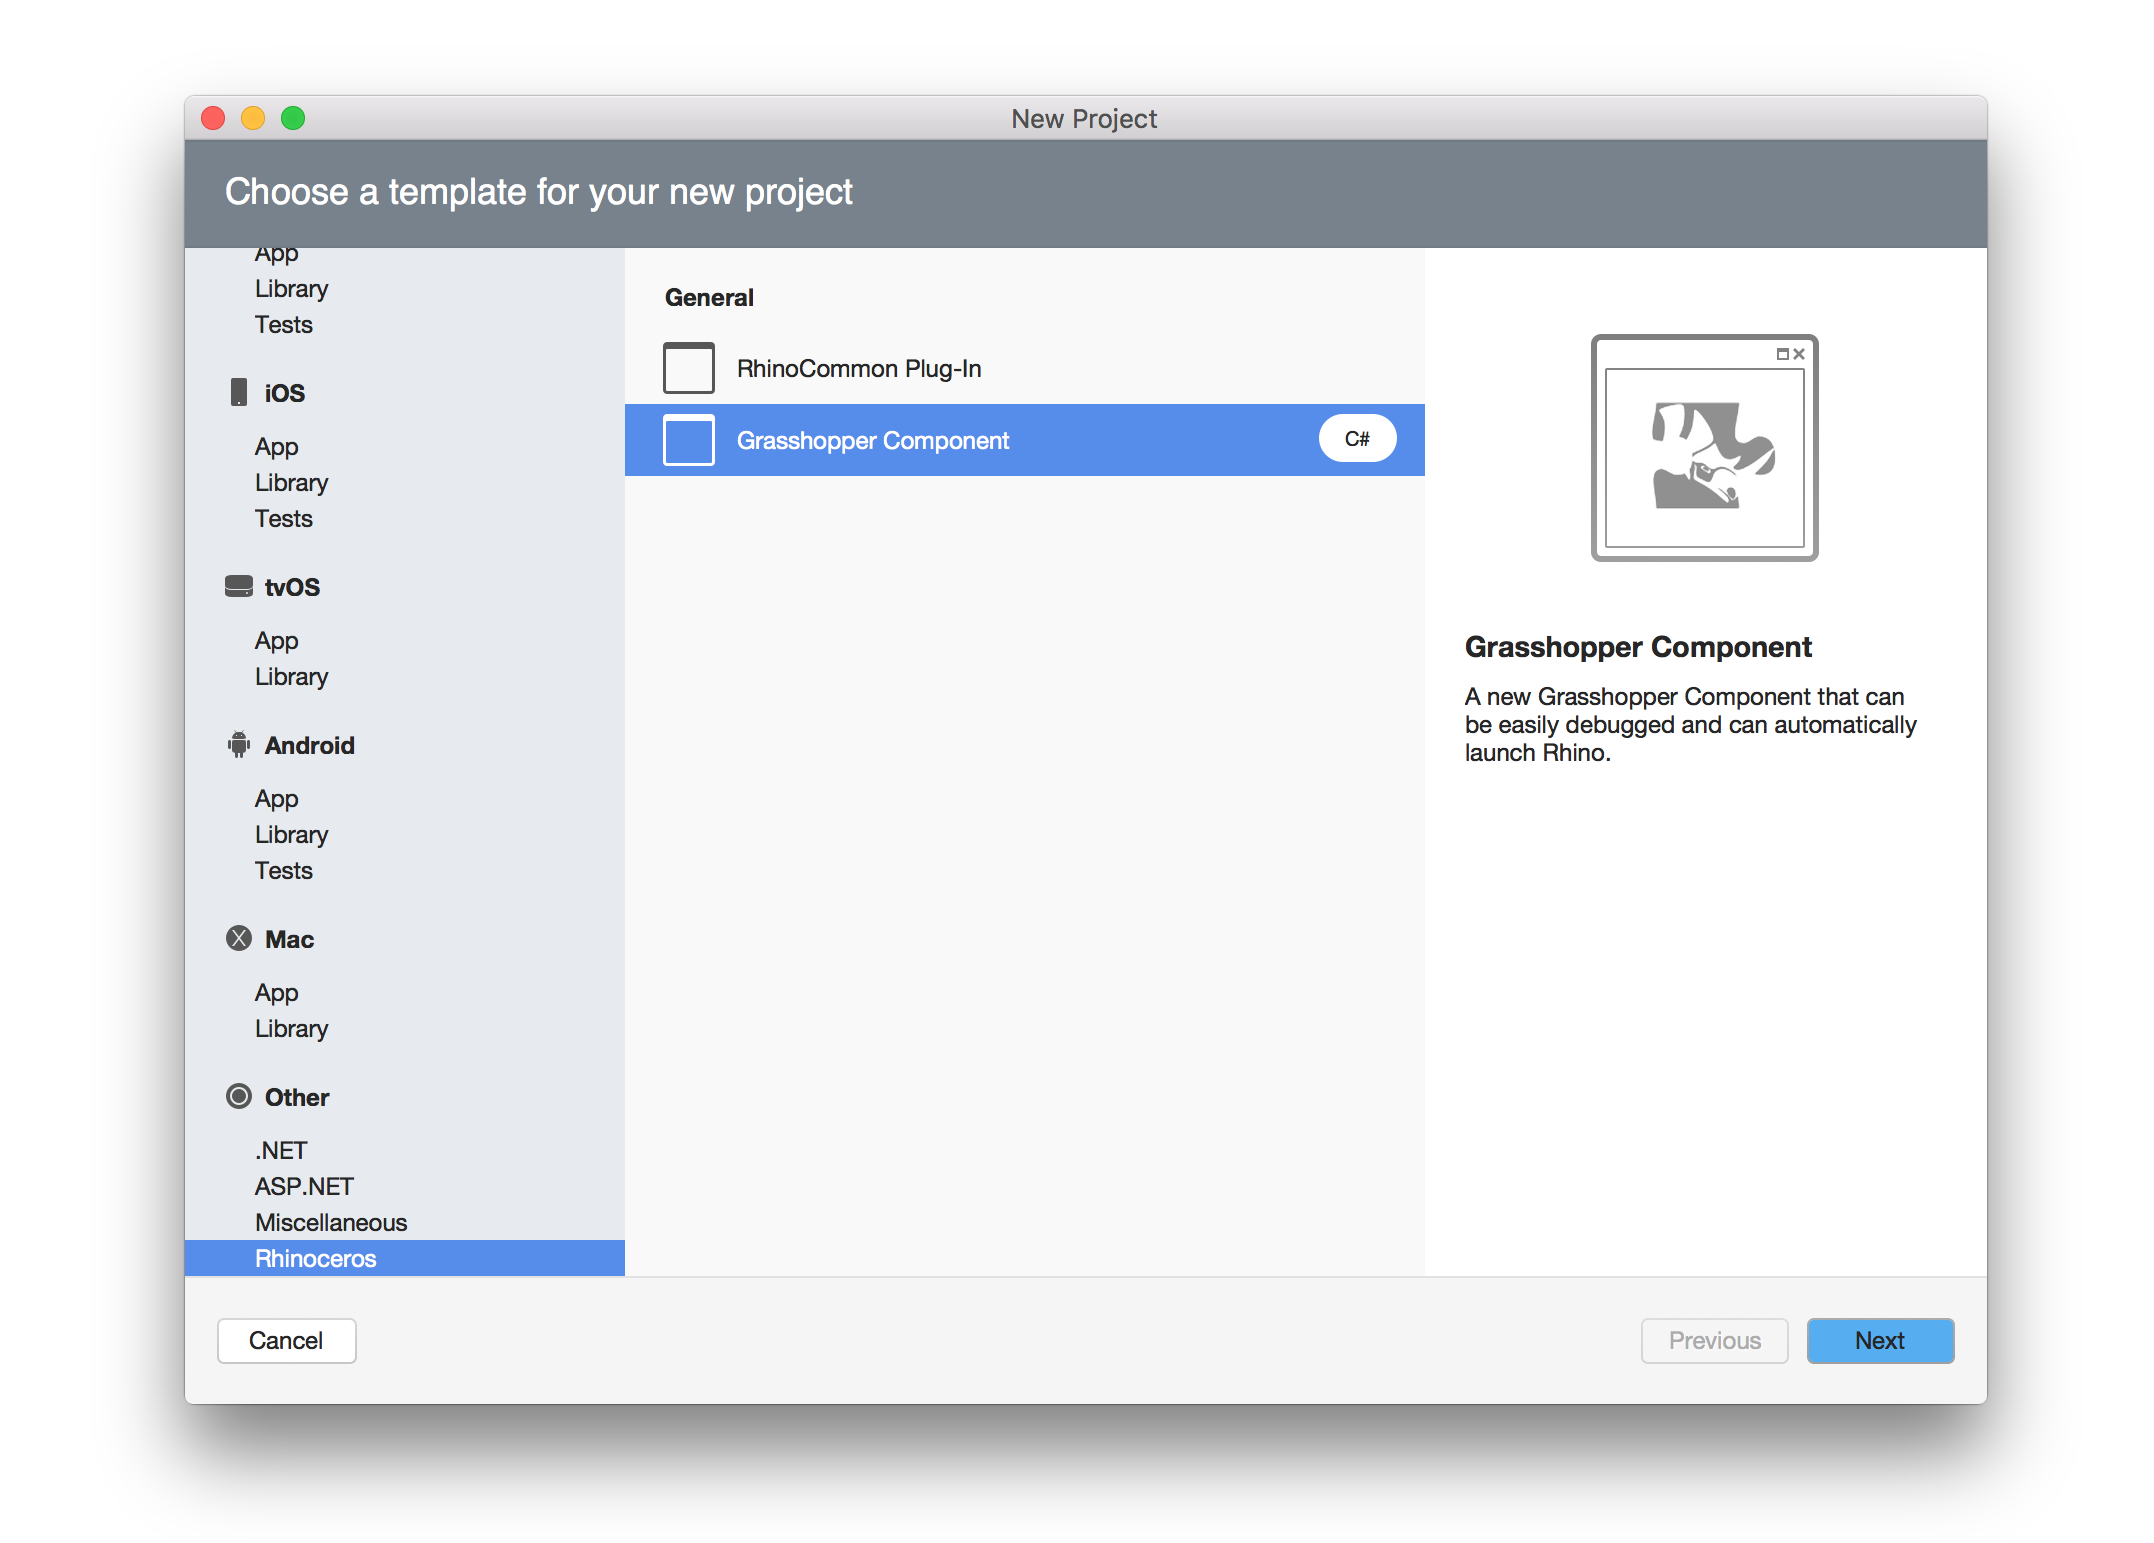 New Project
Choose a template for your new project
App
Library
Tests
iOS
App
Library
Tests
tvOS
App
Library
Android
App
Library
Tests
Mac
App
Library
Other
.NET
ASP.NET
Miscellaneous
Rhinoceros
General
RhinoCommon Plug-In
Grasshopper Component
C#
Grasshopper Component
A new Grasshopper Component that can
be easily debugged and can automatically
launch Rhino.
Cancel
Previous
Next